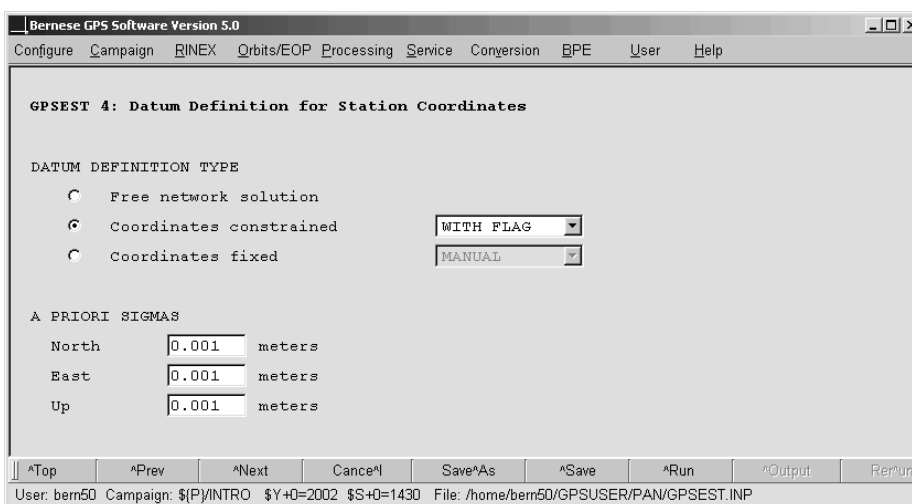 Bernese GPS Software Version 5.0
Configure Campaign RINEX Orbits/EOP Processing Service Conversion BPE User Help
GPSEST 4: Datum Definition for Station Coordinates
DATUM DEFINITION TYPE
Free network solution
Coordinates constrained WITH FLAG
Coordinates fixed MANUAL
A PRIORI SIGMAS
North 0.001 meters
East 0.001 meters
Up 0.001 meters
^Top ^Prev ^Next Cance^l Save^As ^Save ^Run ^Output Rer^un
User: bern50 Campaign: ${P}/INTRO $Y+0=2002 $S+0=1430 File: /home/bern50/GPSUSER/PAN/GPSEST.INP